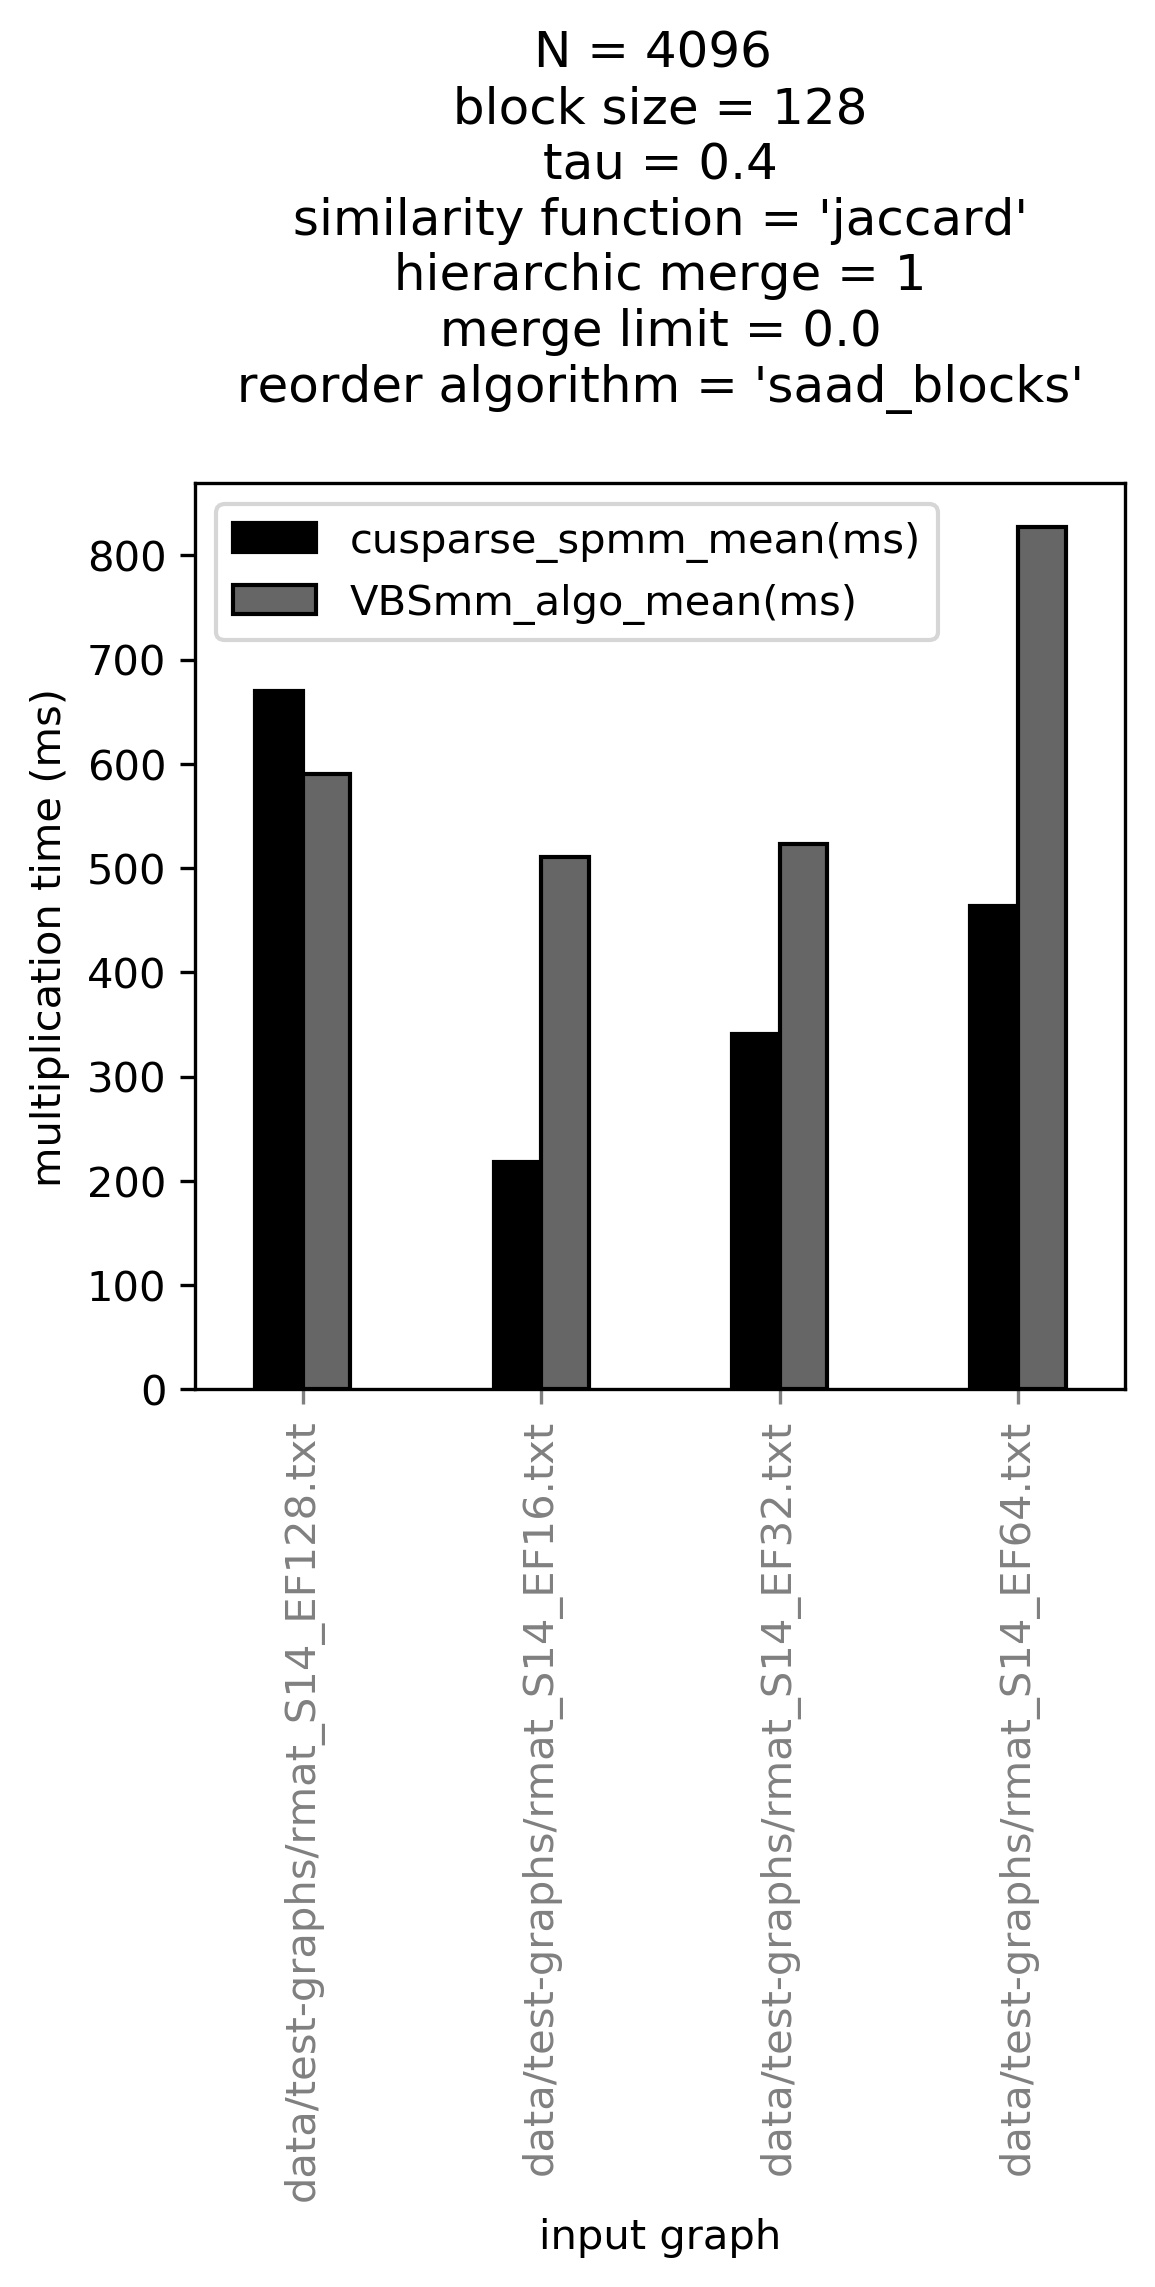 N = 4096
block size = 128
tau = 0.4
similarity function = 'jaccard'
hierarchic merge = 1
merge limit = 0.0
reorder algorithm = 'saad_blocks'
cusparse_spmm_mean(ms)
VBSmm_algo_mean(ms)
multiplication time (ms)
800
700
600
500
400
300
200
100
0
data/test-graphs/rmat_S14_EF128.txt
data/test-graphs/rmat_S14_EF16.txt
data/test-graphs/rmat_S14_EF32.txt
data/test-graphs/rmat_S14_EF64.txt
input graph